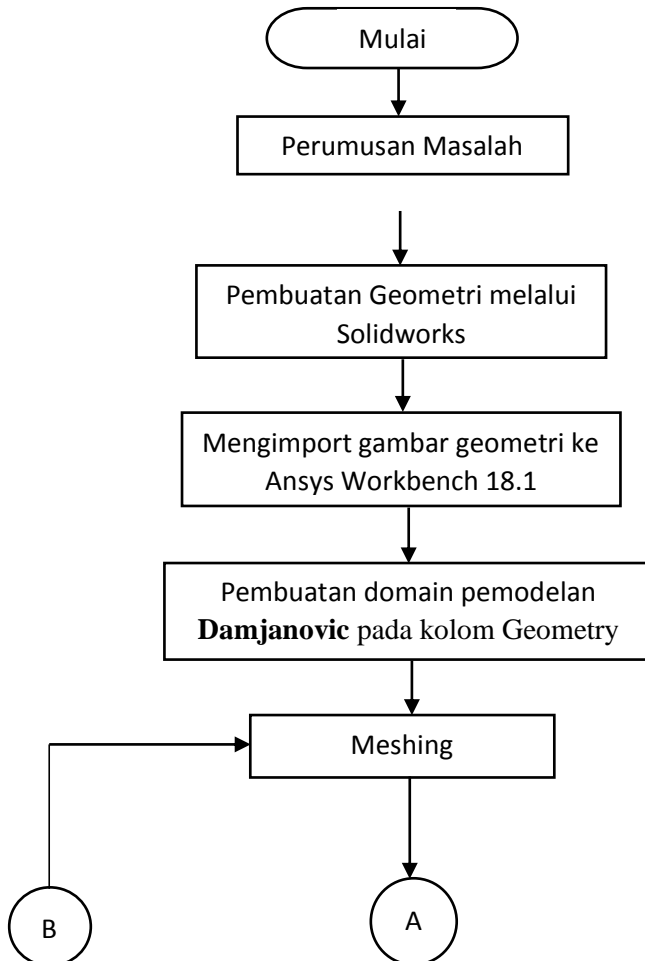 Mulai
Perumusan Masalah
Pembuatan Geometri melalui
Solidworks
Mengimport gambar geometri ke
Ansys Workbench 18.1
Pembuatan domain pemodelan
Damjanovic pada kolom Geometry
Meshing
B
A